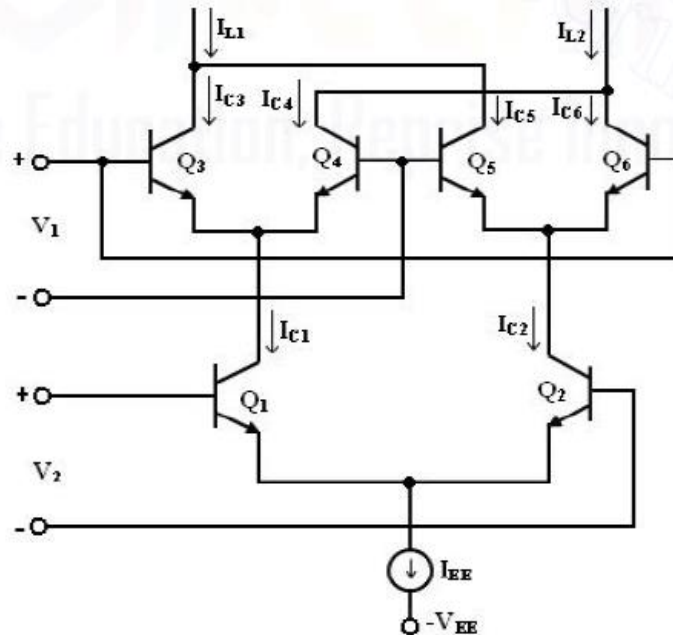 I_L1 I_L2
I_C3 I_C4 I_C5 I_C6
+ Q_3 Q_4 Q_5 Q_6
V_1
-
I_C1 I_C2
+ Q_1 Q_2
V_2
-
I_EE
-V_EE